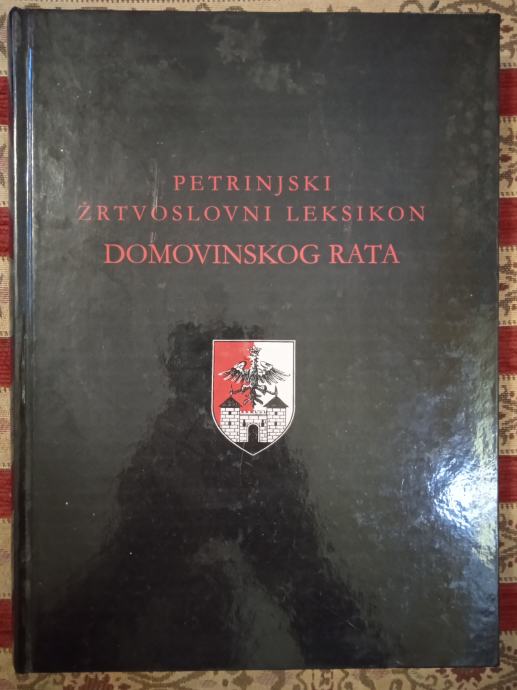 PETRINJSKI
ŽRTVOSLOVNI LEKSIKON
DOMOVINSKOG RATA